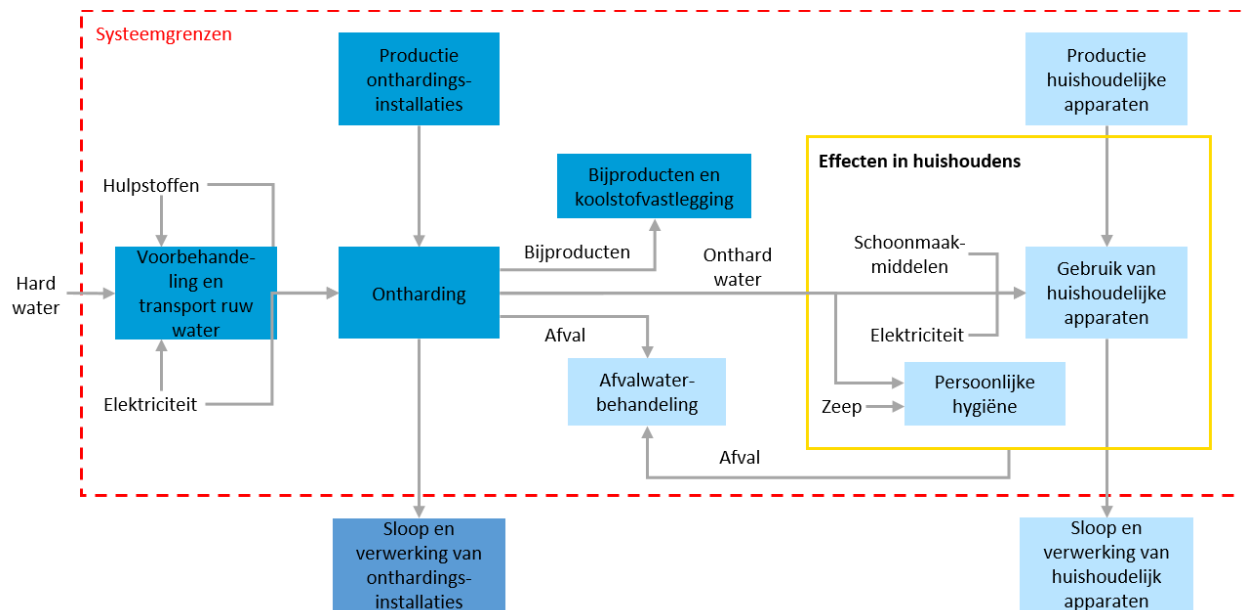 Systeemgrenzen
Productie
onthardings-
installaties
Productie
huishoudelijke
apparaten
Effecten in huishoudens
Bijproducten en
koolstofvastlegging
Hulpstoffen
Hard
water
Voorbehande-
ling en
transport ruw
water
Elektriciteit
Ontharding
Bijproducten
Onthard
water
Afval
Schoonmaak-
middelen
Elektriciteit
Gebruik van
huishoudelijke
apparaten
Afvalwater-
behandeling
Zeep
Persoonlijke
hygiëne
Afval
Sloop en
verwerking van
onthardings-
installaties
Sloop en
verwerking van
huishoudelijk
apparaten